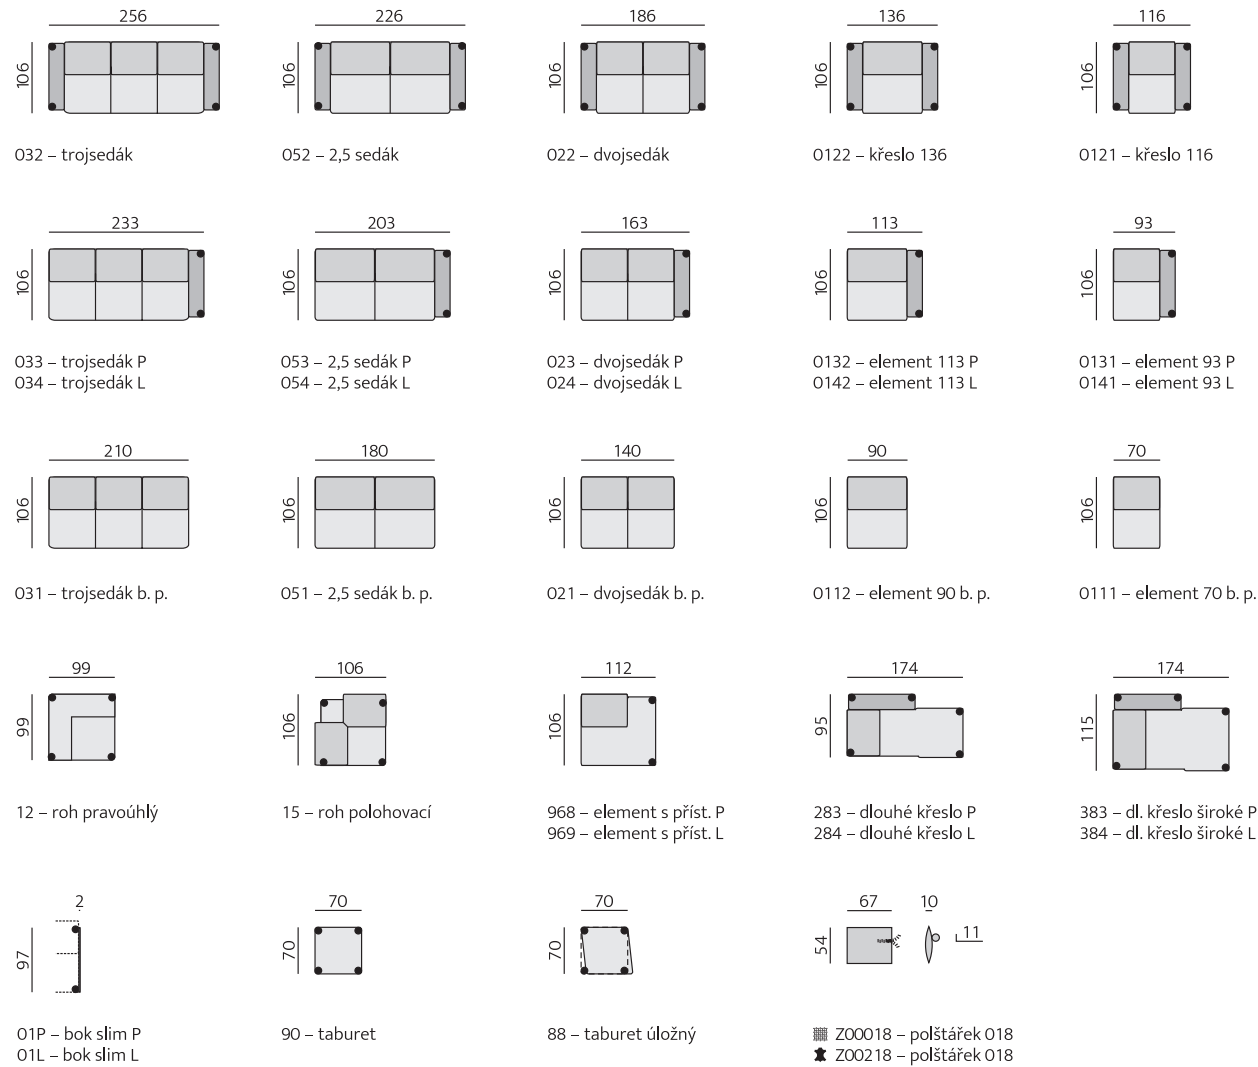 256 226 186 136 116
106 106 106 106 106
032 – trojsedák 052 – 2,5 sedák 022 – dvojsedák 0122 – křeslo 136 0121 – křeslo 116
233 203 163 113 93
106 106 106 106 106
033 – trojsedák P 053 – 2,5 sedák P 023 – dvojsedák P 0132 – element 113 P 0131 – element 93 P
034 – trojsedák L 054 – 2,5 sedák L 024 – dvojsedák L 0142 – element 113 L 0141 – element 93 L
210 180 140 90 70
106 106 106 106 106
031 – trojsedák b. p. 051 – 2,5 sedák b. p. 021 – dvojsedák b. p. 0112 – element 90 b. p. 0111 – element 70 b. p.
99 106 112 174 174
99 106 106 95 115
12 – roh pravoúhlý 15 – roh polohovací 968 – element s příst. P 283 – dlouhé křeslo P 383 – dl. křeslo široké P
969 – element s příst. L 284 – dlouhé křeslo L 384 – dl. křeslo široké L
2 70 70 67 10
97 70 70 54 11
01P – bok slim P 90 – taburet 88 – taburet úložný Z00018 – polštářek 018
01L – bok slim L Z00218 – polštářek 018